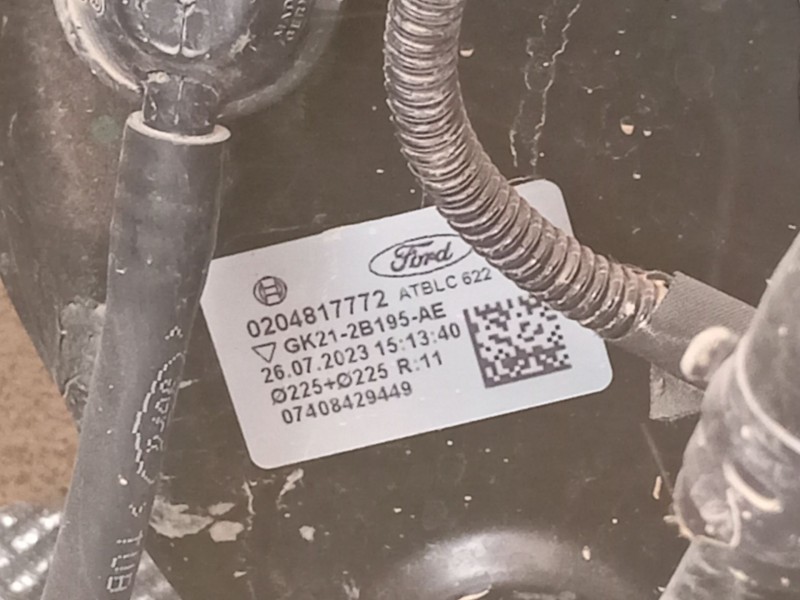 Ford
0204817772 ATBLC 622
GK21-2B195-AE
26.07.2023 15:13:40
Ø225+Ø225 R:11
07408429449